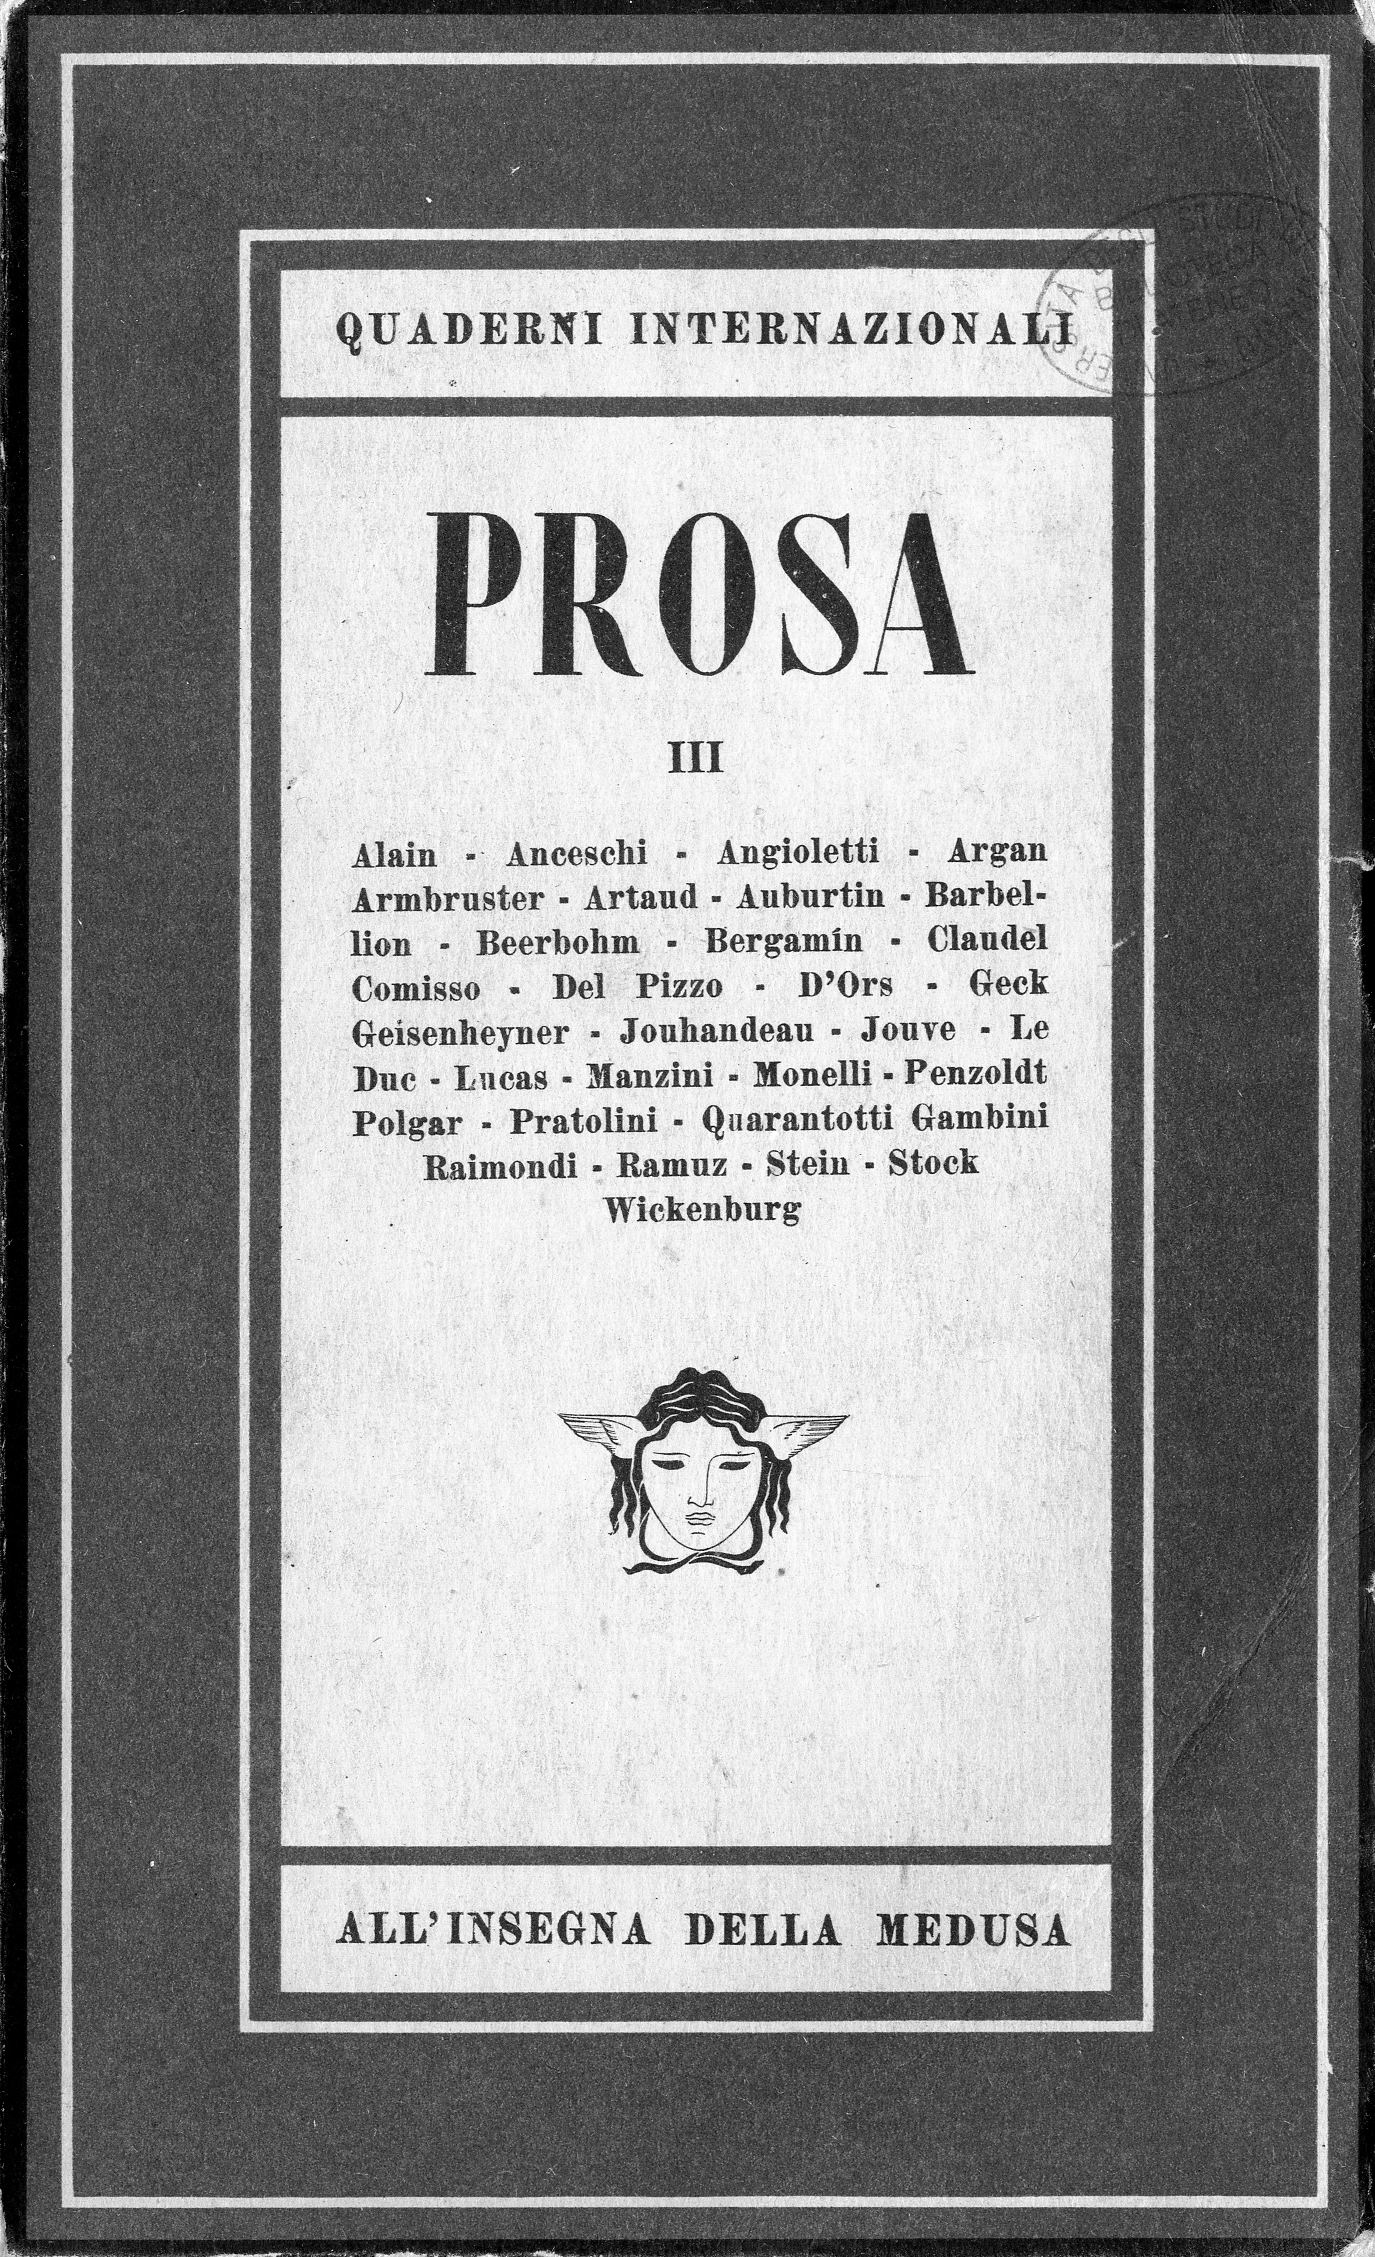 QUADERNI INTERNAZIONALI
PROSA
III
Alain - Anceschi - Angioletti - Argan
Armbruster - Artaud - Auburtin - Barbel-
lion - Beerbohm - Bergamín - Claudel
Comisso - Del Pizzo - D'Ors - Geck
Geisenheyner - Jouhandeau - Jouve - Le
Duc - Lucas - Manzini - Monelli - Penzoldt
Polgar - Pratolini - Quarantotti Gambini
Raimondi - Ramuz - Stein - Stock
Wickenburg
ALL'INSEGNA DELLA MEDUSA